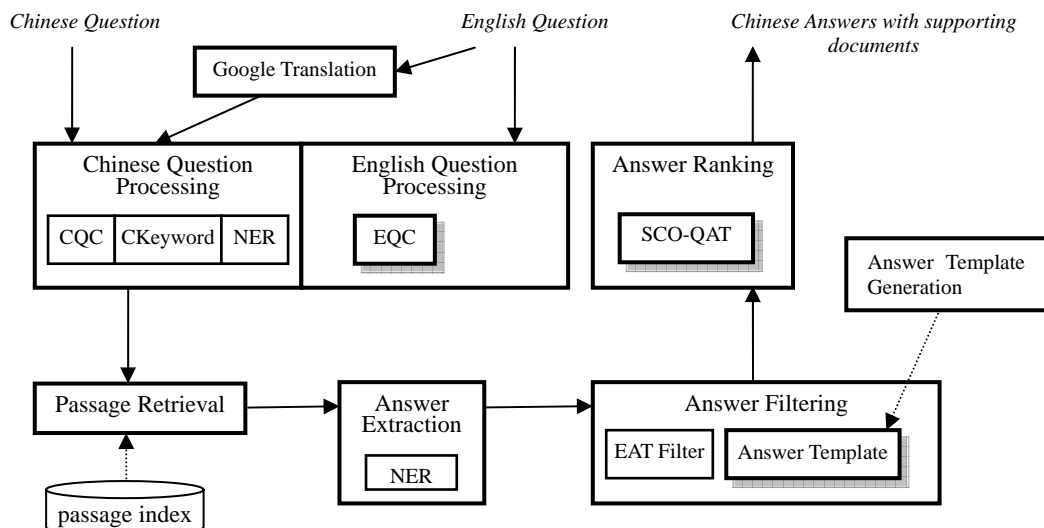 Chinese Question
English Question
Chinese Answers with supporting
documents
Google Translation
Chinese Question
Processing
CQC
CKeyword
NER
English Question
Processing
EQC
Answer Ranking
SCO-QAT
Answer Template
Generation
Passage Retrieval
Answer
Extraction
NER
Answer Filtering
EAT Filter
Answer Template
passage index